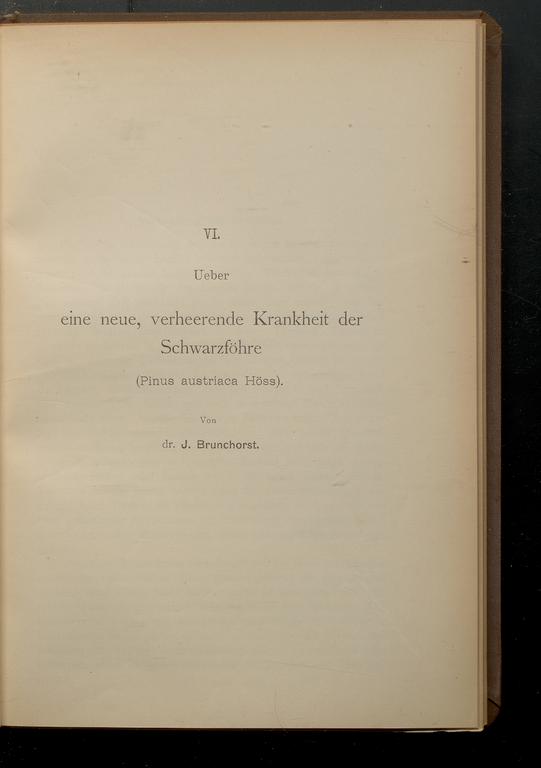 VI.
Ueber
eine neue, verheerende Krankheit der
Schwarzföhre
(Pinus austriaca Höss).
Von
dr. J. Brunchorst.